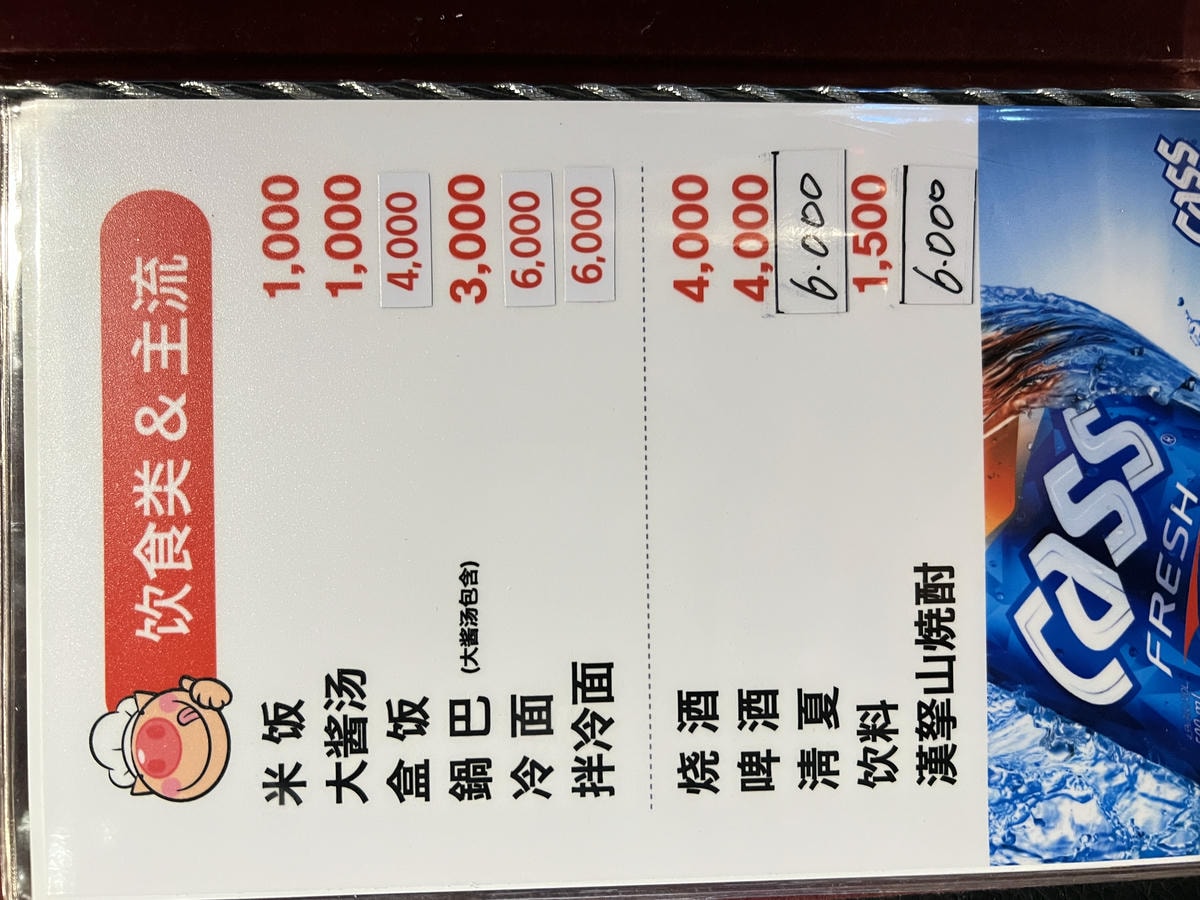 饮食类 & 主流
米饭 1,000
大酱汤 1,000
盒饭 4,000
鍋巴 (大酱汤包含) 3,000
冷面 6,000
拌冷面 6,000
烧酒 4,000
啤酒 4,000
淸夏 6.000
饮料 1,500
漢拏山燒酎 6.000
CASS
CASS
FRESH